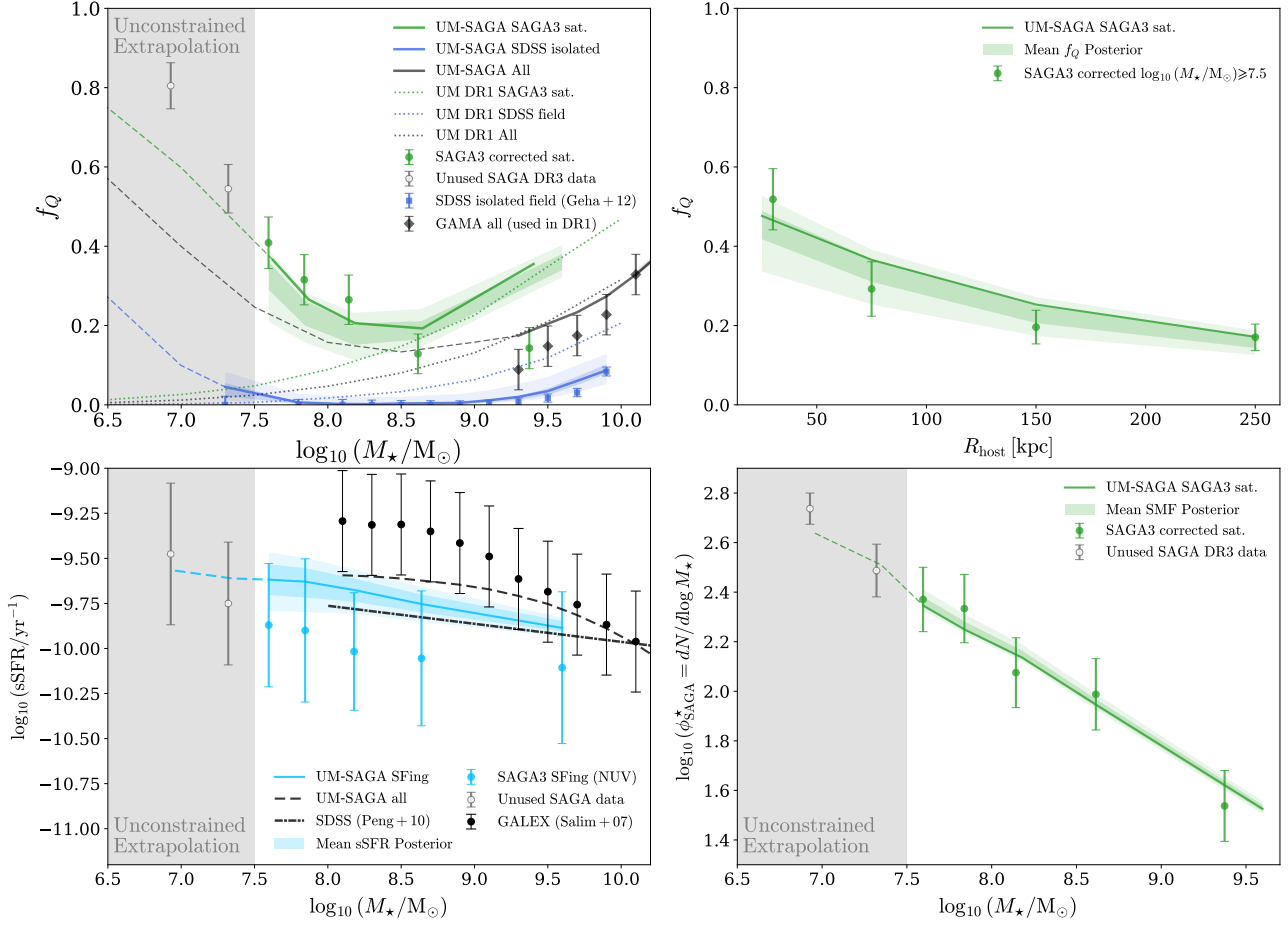 Unconstrained
Extrapolation
UM-SAGA SAGA3 sat.
UM-SAGA SDSS isolated
UM-SAGA All
UM DR1 SAGA3 sat.
UM DR1 SDSS field
UM DR1 All
SAGA3 corrected sat.
Unused SAGA DR3 data
SDSS isolated field (Geha+12)
GAMA all (used in DR1)
1.0
0.8
0.6
0.4
0.2
0.0
f_Q
6.5 7.0 7.5 8.0 8.5 9.0 9.5 10.0
log₁₀ (M⋆/M⊙)
UM-SAGA SAGA3 sat.
Mean f_Q Posterior
SAGA3 corrected log₁₀ (M⋆/M⊙)⩾7.5
1.0
0.8
0.6
0.4
0.2
0.0
f_Q
50 100 150 200 250
R_host [kpc]
−9.00
−9.25
−9.50
−9.75
−10.00
−10.25
−10.50
−10.75
−11.00
log₁₀ (sSFR/yr⁻¹)
UM-SAGA SFing
UM-SAGA all
SDSS (Peng+10)
Mean sSFR Posterior
SAGA3 SFing (NUV)
Unused SAGA data
GALEX (Salim+07)
Unconstrained
Extrapolation
6.5 7.0 7.5 8.0 8.5 9.0 9.5 10.0
log₁₀ (M⋆/M⊙)
UM-SAGA SAGA3 sat.
Mean SMF Posterior
SAGA3 corrected sat.
Unused SAGA DR3 data
2.8
2.6
2.4
2.2
2.0
1.8
1.6
1.4
log₁₀ (ϕ⋆_SAGA = dN/dlog M⋆)
Unconstrained
Extrapolation
6.5 7.0 7.5 8.0 8.5 9.0 9.5
log₁₀ (M⋆/M⊙)